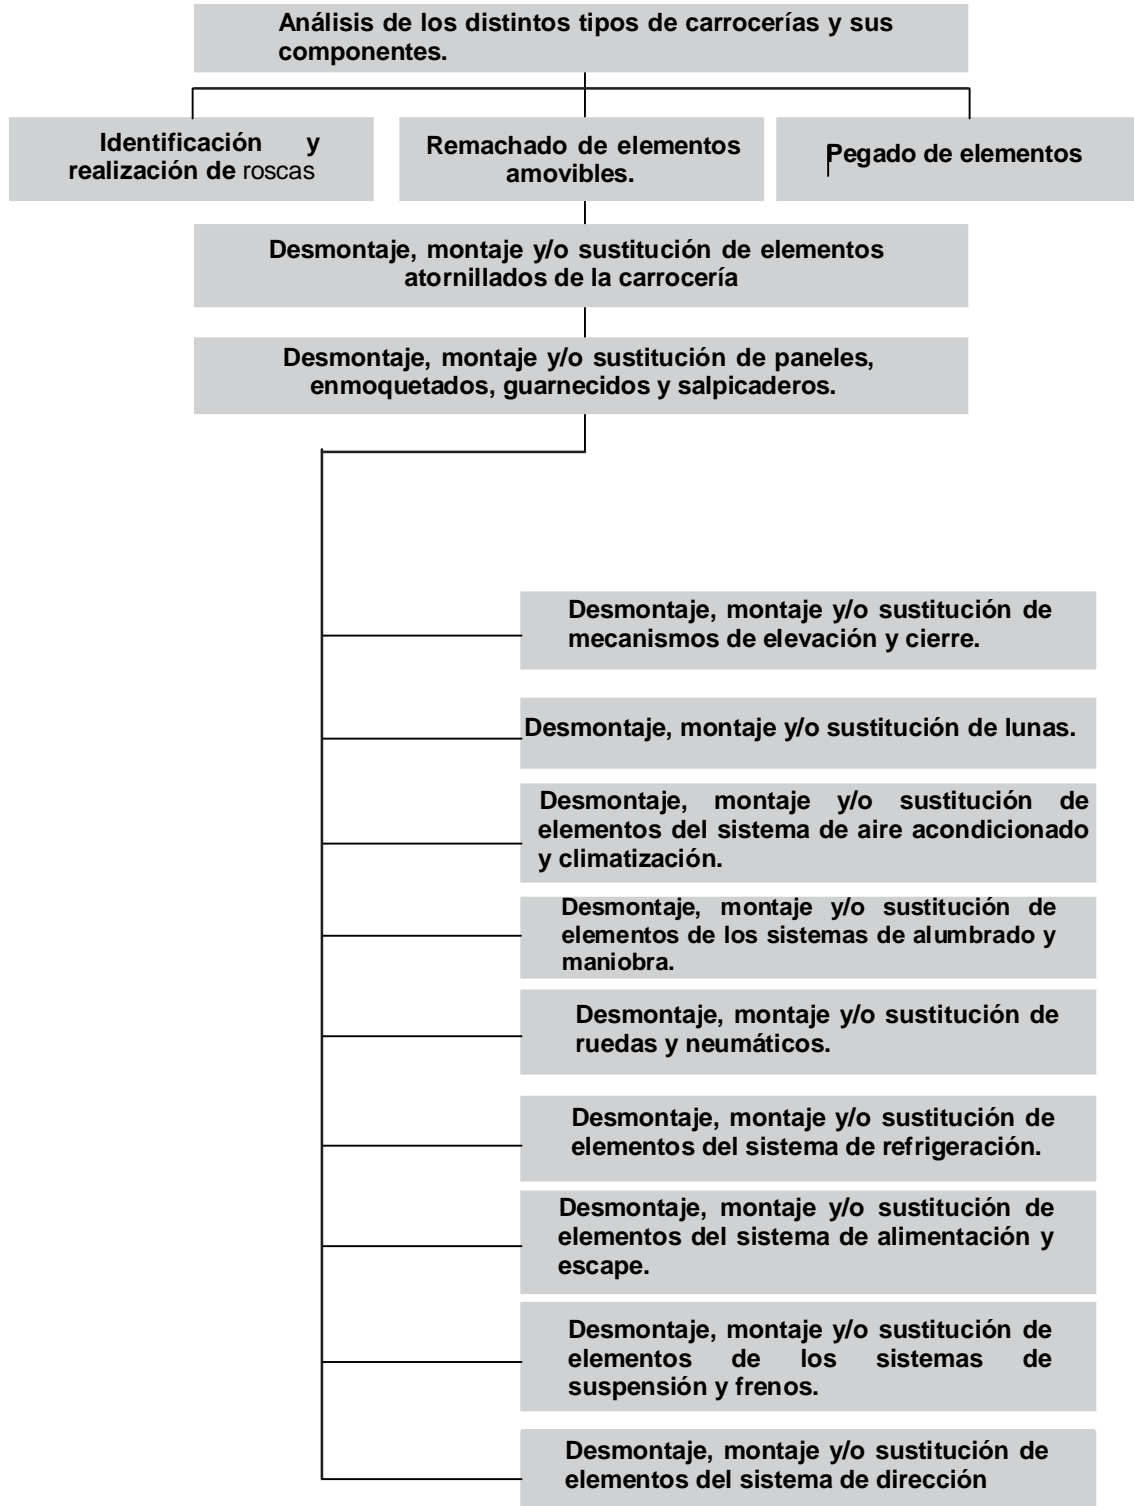 Análisis de los distintos tipos de carrocerías y sus
componentes.
Identificación y
realización de roscas
Remachado de elementos
amovibles.
Pegado de elementos
Desmontaje, montaje y/o sustitución de elementos
atornillados de la carrocería
Desmontaje, montaje y/o sustitución de paneles,
enmoquetados, guarnecidos y salpicaderos.
Desmontaje, montaje y/o sustitución de
mecanismos de elevación y cierre.
Desmontaje, montaje y/o sustitución de lunas.
Desmontaje, montaje y/o sustitución de
elementos del sistema de aire acondicionado
y climatización.
Desmontaje, montaje y/o sustitución de
elementos de los sistemas de alumbrado y
maniobra.
Desmontaje, montaje y/o sustitución de
ruedas y neumáticos.
Desmontaje, montaje y/o sustitución de
elementos del sistema de refrigeración.
Desmontaje, montaje y/o sustitución de
elementos del sistema de alimentación y
escape.
Desmontaje, montaje y/o sustitución de
elementos de los sistemas de
suspensión y frenos.
Desmontaje, montaje y/o sustitución de
elementos del sistema de dirección